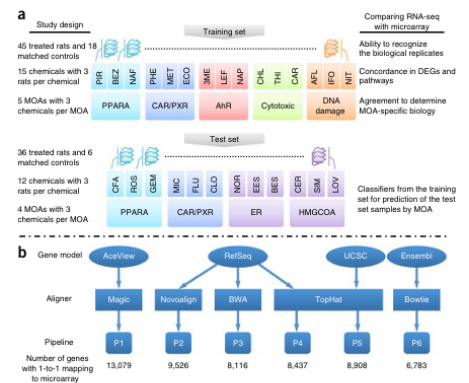 a
Study design
Training set
Comparing RNA-seq
with microarray
45 treated rats and 18
matched controls
Ability to recognize
the biological replicates
15 chemicals with 3
rats per chemical
PIR BEZ NAF PHE MET ECO 3ME LEF NAP CHL THI CAR AFL IFO NIT
Concordance in DEGs and
pathways
5 MOAs with 3
chemicals per MOA
PPARA CAR/PXR AhR Cytotoxic DNA
damage
Agreement to determine
MOA-specific biology
Test set
36 treated rats and 6
matched controls
12 chemicals with 3
rats per chemical
CFA ROS GEM MIC FLU CLO NOR EES BES CER SIM LOV
Classifiers from the training
set for prediction of the test
set samples by MOA
4 MOAs with 3
chemicals per MOA
PPARA CAR/PXR ER HMGCOA
b
Gene model AceView RefSeq UCSC Ensembl
Aligner Magic Novoalign BWA TopHat Bowtie
Pipeline P1 P2 P3 P4 P5 P6
Number of genes
with 1-to-1 mapping
to microarray
13,079 9,526 8,116 8,437 8,908 6,783